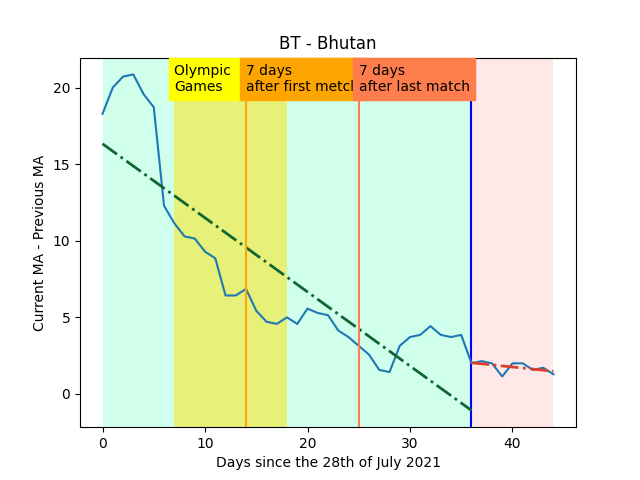 BT - Bhutan
Olympic
Games
7 days
after first metch
7 days
after last match
20
15
10
5
0
Current MA - Previous MA
0 10 20 30 40
Days since the 28th of July 2021